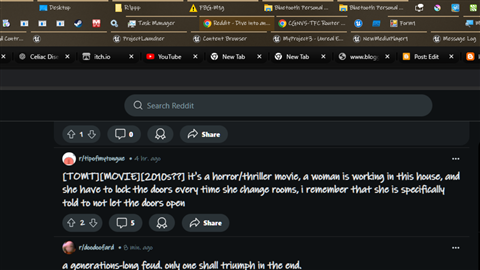 Desktop
Bluetooth Personal ...
Bluetooth Personal ...
Task Manager
Reddit - Dive into an...
CGNV5-TFC Router ...
Form1
ProjectLauncher
Content Browser
MyProject3 - Unreal E...
NewMediaPlayer1
Message Log
Celiac Dis
itch.io
YouTube
New Tab
New Tab
www.blog
Post: Edit
Search Reddit
1
0
Share
r/tipofmytongue • 4 hr. ago
[TOMT][MOVIE][2010s??] it's a horror/thriller movie, a woman is working in this house, and
she have to lock the doors every time she change rooms, i remember that she is specifically
told to not let the doors open
2
5
Share
r/doodoofard • 8 min. ago
a generations-long feud. only one shall triumph in the end.